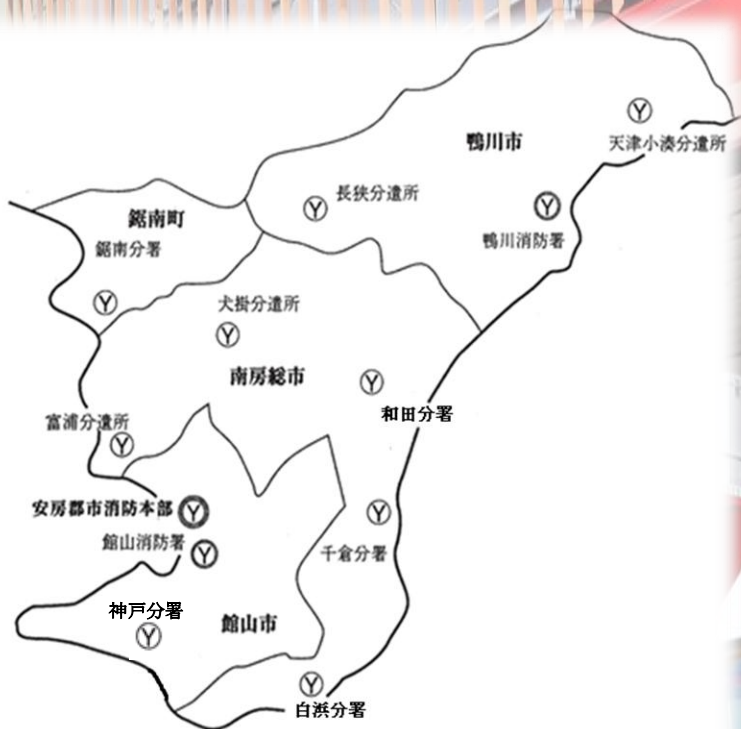 鴨川市
天津小湊分遣所
長狭分遣所
鋸南町
鴨川消防署
鋸南分署
犬掛分遣所
南房総市
和田分署
富浦分遣所
安房郡市消防本部
館山消防署
千倉分署
神戸分署
館山市
白浜分署